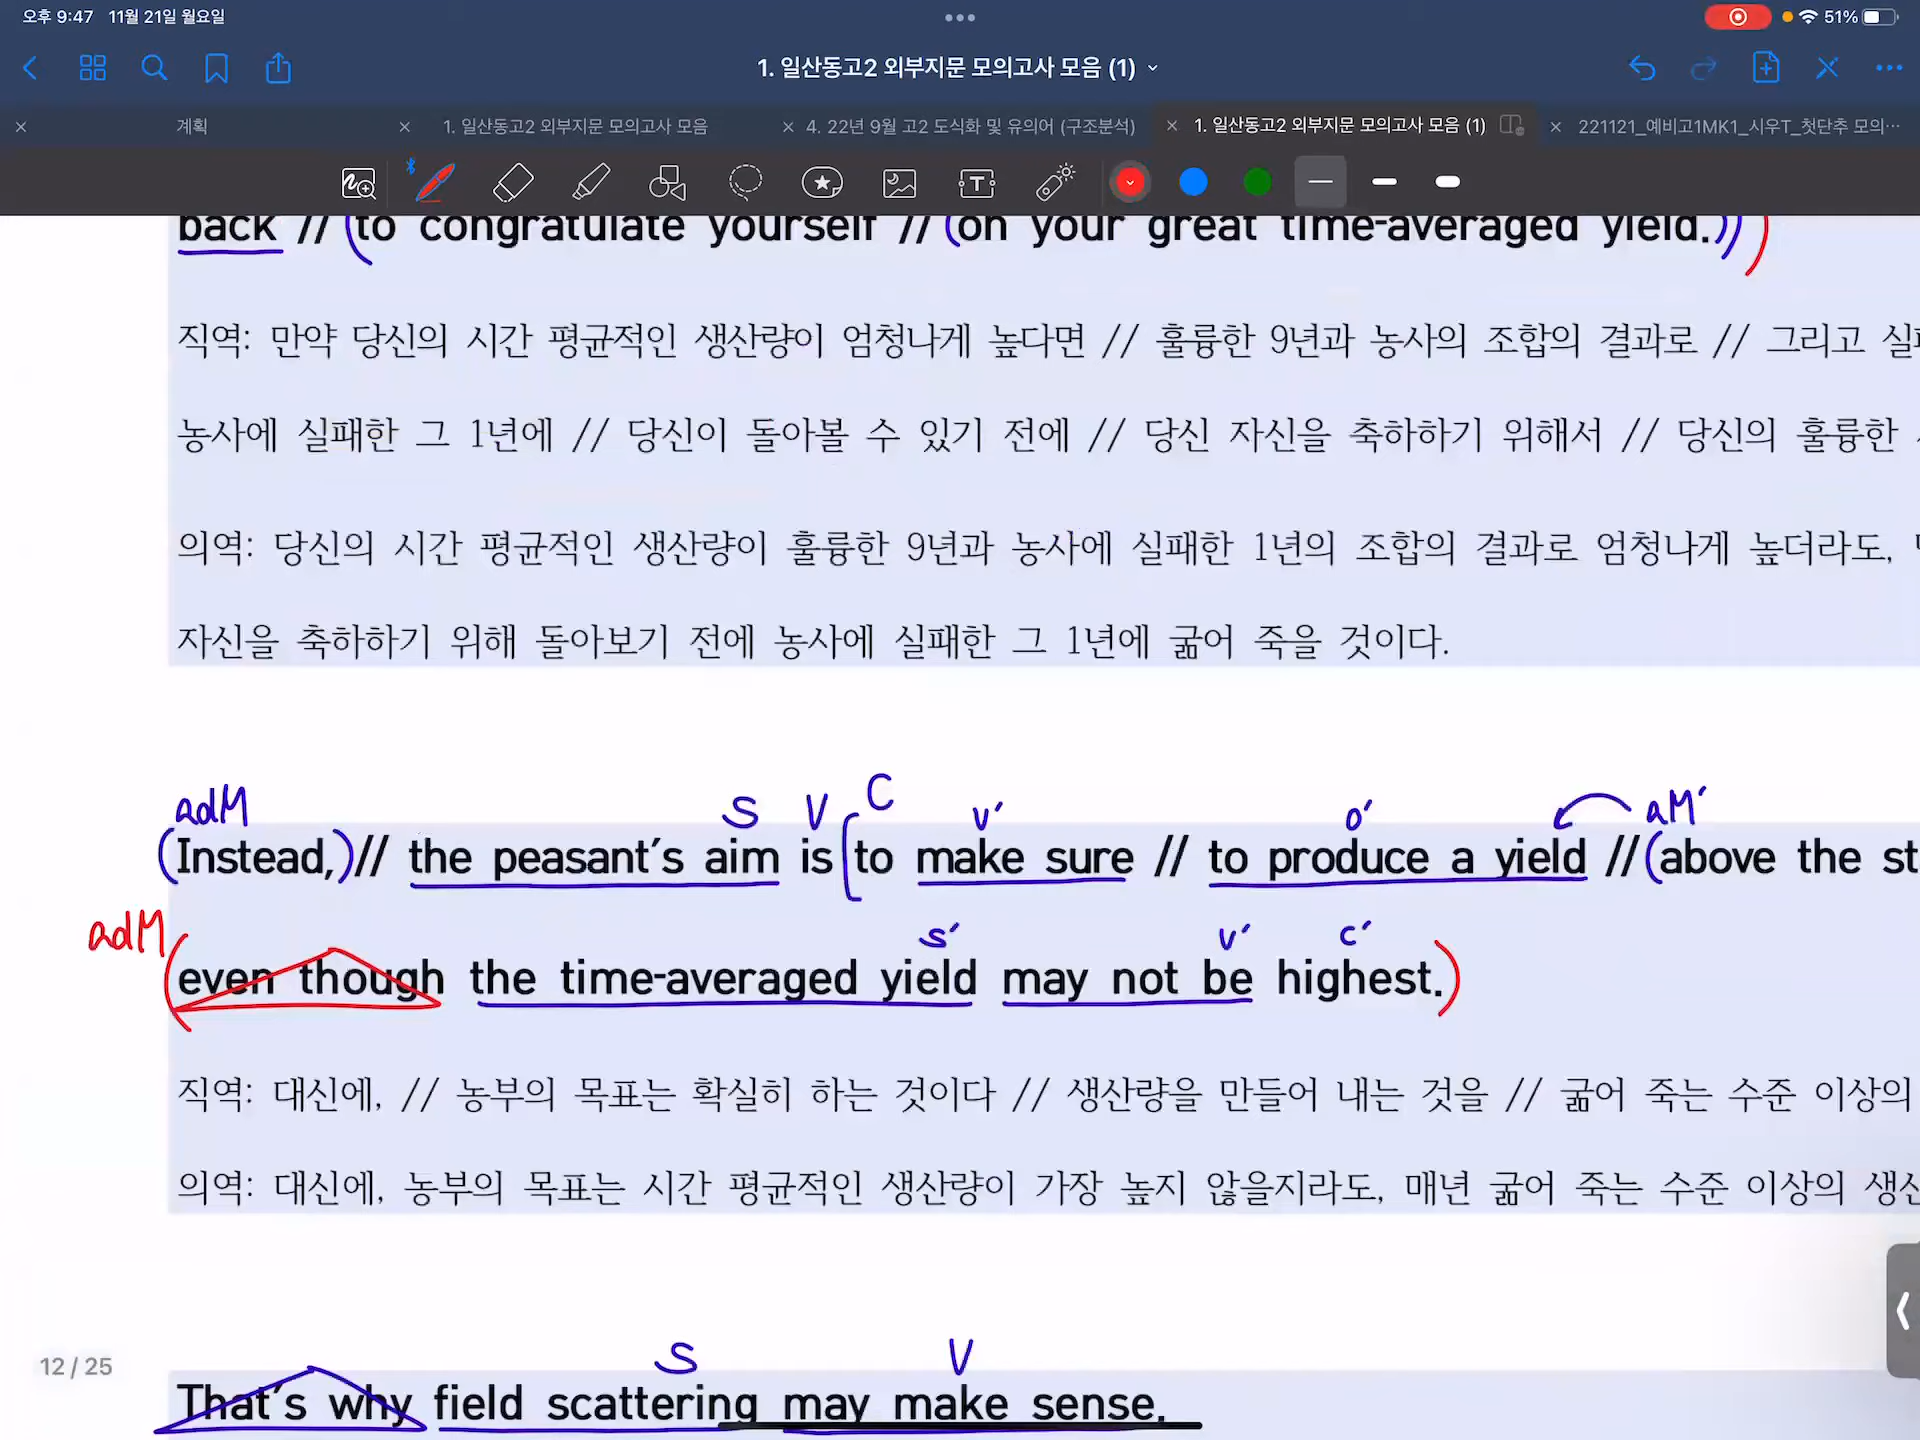 오후 9:47 11월 21일 월요일
51%
1. 일산동고2 외부지문 모의고사 모음 (1)
계획
1. 일산동고2 외부지문 모의고사 모음
4. 22년 9월 고2 도식화 및 유의어 (구조분석)
1. 일산동고2 외부지문 모의고사 모음 (1)
221121_예비고1MK1_시우T_첫단추 모의…
back // (to congratulate yourself // (on your great time-averaged yield.)))
직역: 만약 당신의 시간 평균적인 생산량이 엄청나게 높다면 // 훌륭한 9년과 농사의 조합의 결과로 // 그리고 실패
농사에 실패한 그 1년에 // 당신이 돌아볼 수 있기 전에 // 당신 자신을 축하하기 위해서 // 당신의 훌륭한
의역: 당신의 시간 평균적인 생산량이 훌륭한 9년과 농사에 실패한 1년의 조합의 결과로 엄청나게 높더라도,
자신을 축하하기 위해 돌아보기 전에 농사에 실패한 그 1년에 굶어 죽을 것이다.
adM S V C v′ o′ aM′
(Instead,) // the peasant's aim is [to make sure // to produce a yield // (above the st
adM s′ v′ c′
(even though the time-averaged yield may not be highest.)
직역: 대신에, // 농부의 목표는 확실히 하는 것이다 // 생산량을 만들어 내는 것을 // 굶어 죽는 수준 이상의
의역: 대신에, 농부의 목표는 시간 평균적인 생산량이 가장 높지 않을지라도, 매년 굶어 죽는 수준 이상의 생산
12 / 25
S V
That's why field scattering may make sense.